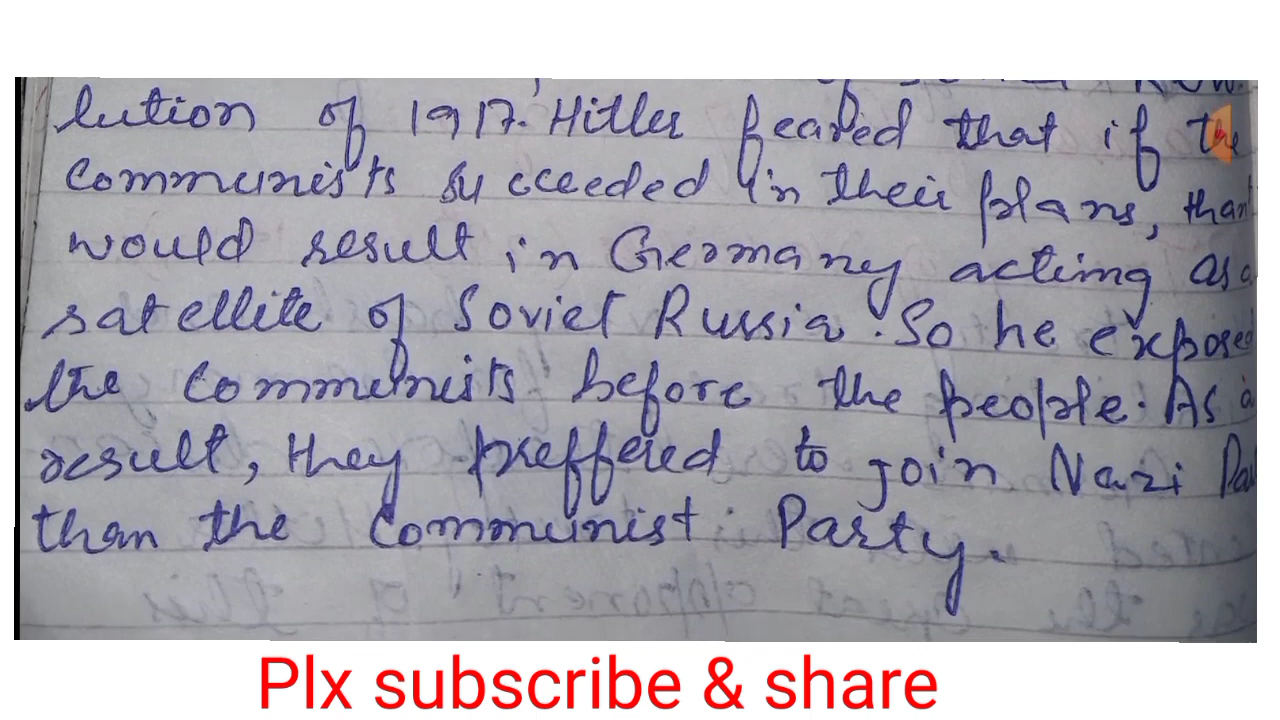 lution of 1917. Hitler feared that if the
Communists succeeded in their plans, than
would result in Germany acting as a
satellite of Soviet Russia. So he exposed
the Communists before the people. As a
result, they preffered to join Nazi
than the Communist Party.
Plx subscribe & share